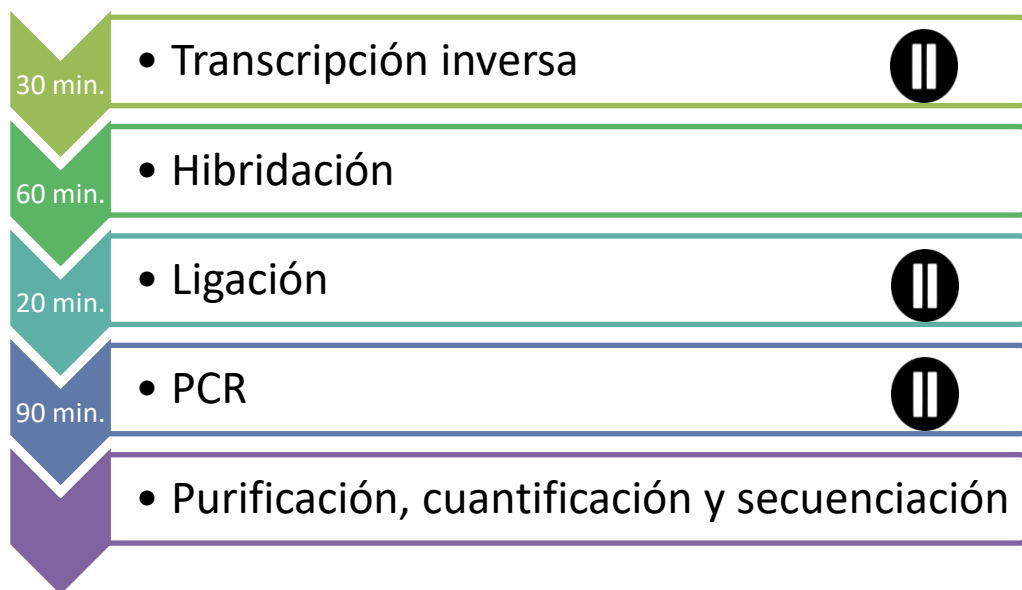 • Transcripción inversa
30 min.
• Hibridación
60 min.
• Ligación
20 min.
• PCR
90 min.
• Purificación, cuantificación y secuenciación